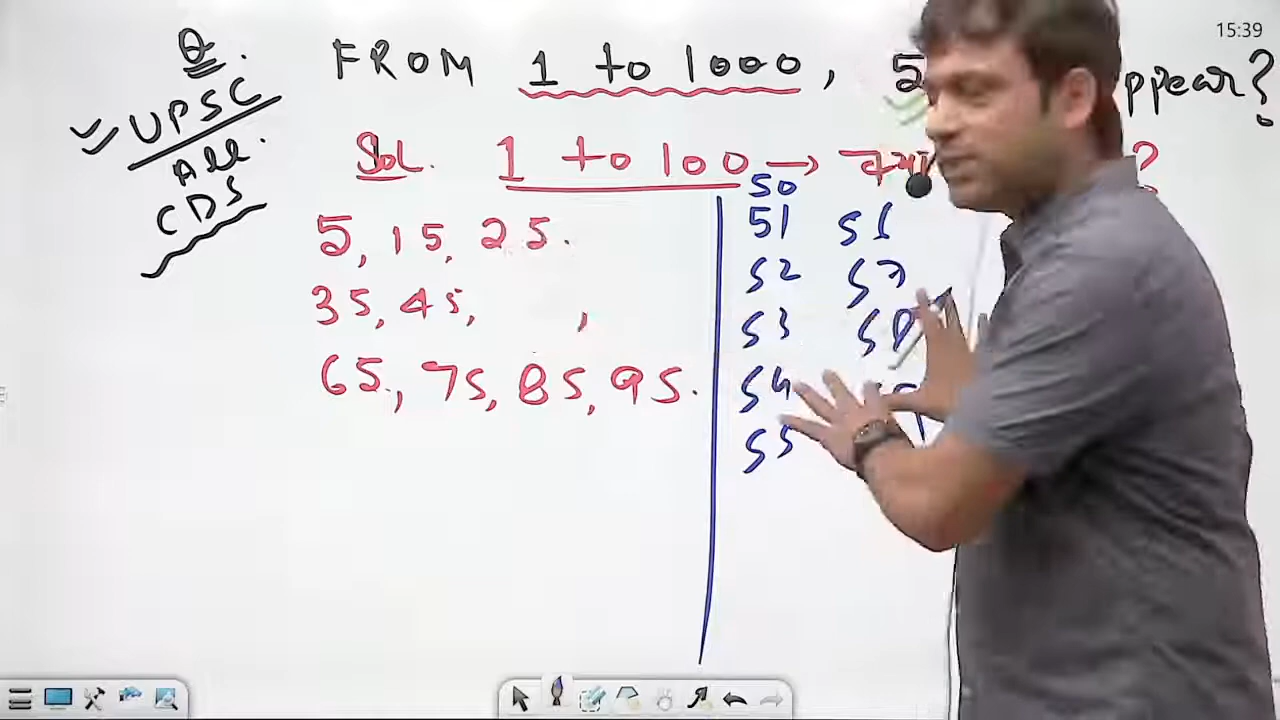 15:39
Q. FROM 1 to 1000, 5 ppear?
UPSC
All.
CDS
Sol. 1 to 100 → ?
5, 15, 25.
35, 45, ,
65, 75, 85, 95.
50
51 56
52 57
53 58
54
55